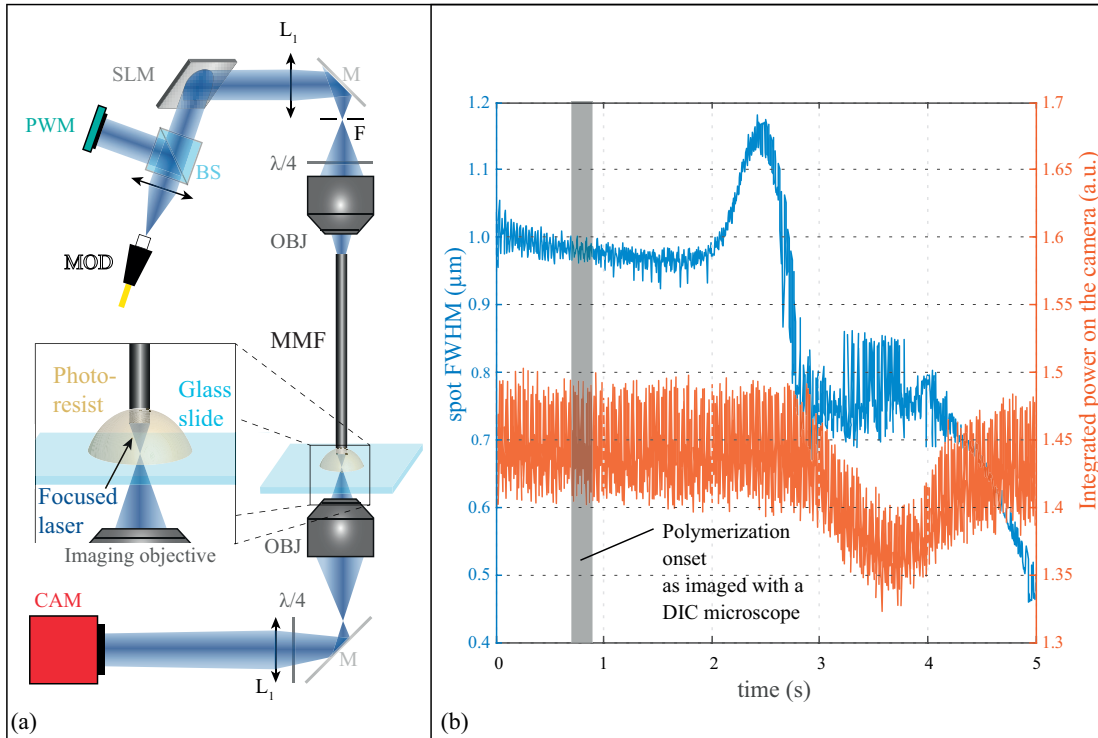 L₁
SLM
M
PWM
F
BS
λ/4
OBJ
MOD
MMF
Photo-
resist
Glass
slide
Focused
laser
Imaging objective
OBJ
CAM
λ/4
M
L₁
(a)
1.2
1.1
1.0
0.9
0.8
0.7
0.6
0.5
0.4
spot FWHM (µm)
1.7
1.65
1.6
1.55
1.5
1.45
1.4
1.35
1.3
Integrated power on the camera (a.u.)
Polymerization
onset
as imaged with a
DIC microscope
0 1 2 3 4 5
time (s)
(b)